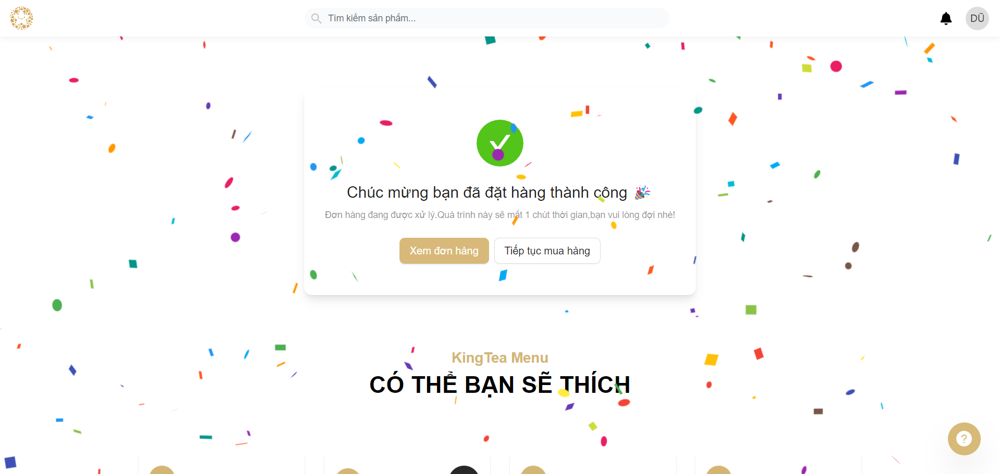 Tìm kiếm sản phẩm...
DŨ
Chúc mừng bạn đã đặt hàng thành công 🎉
Đơn hàng đang được xử lý.Quá trình này sẽ mất 1 chút thời gian,bạn vui lòng đợi nhé!
Xem đơn hàng
Tiếp tục mua hàng
KingTea Menu
CÓ THỂ BẠN SẼ THÍCH
?